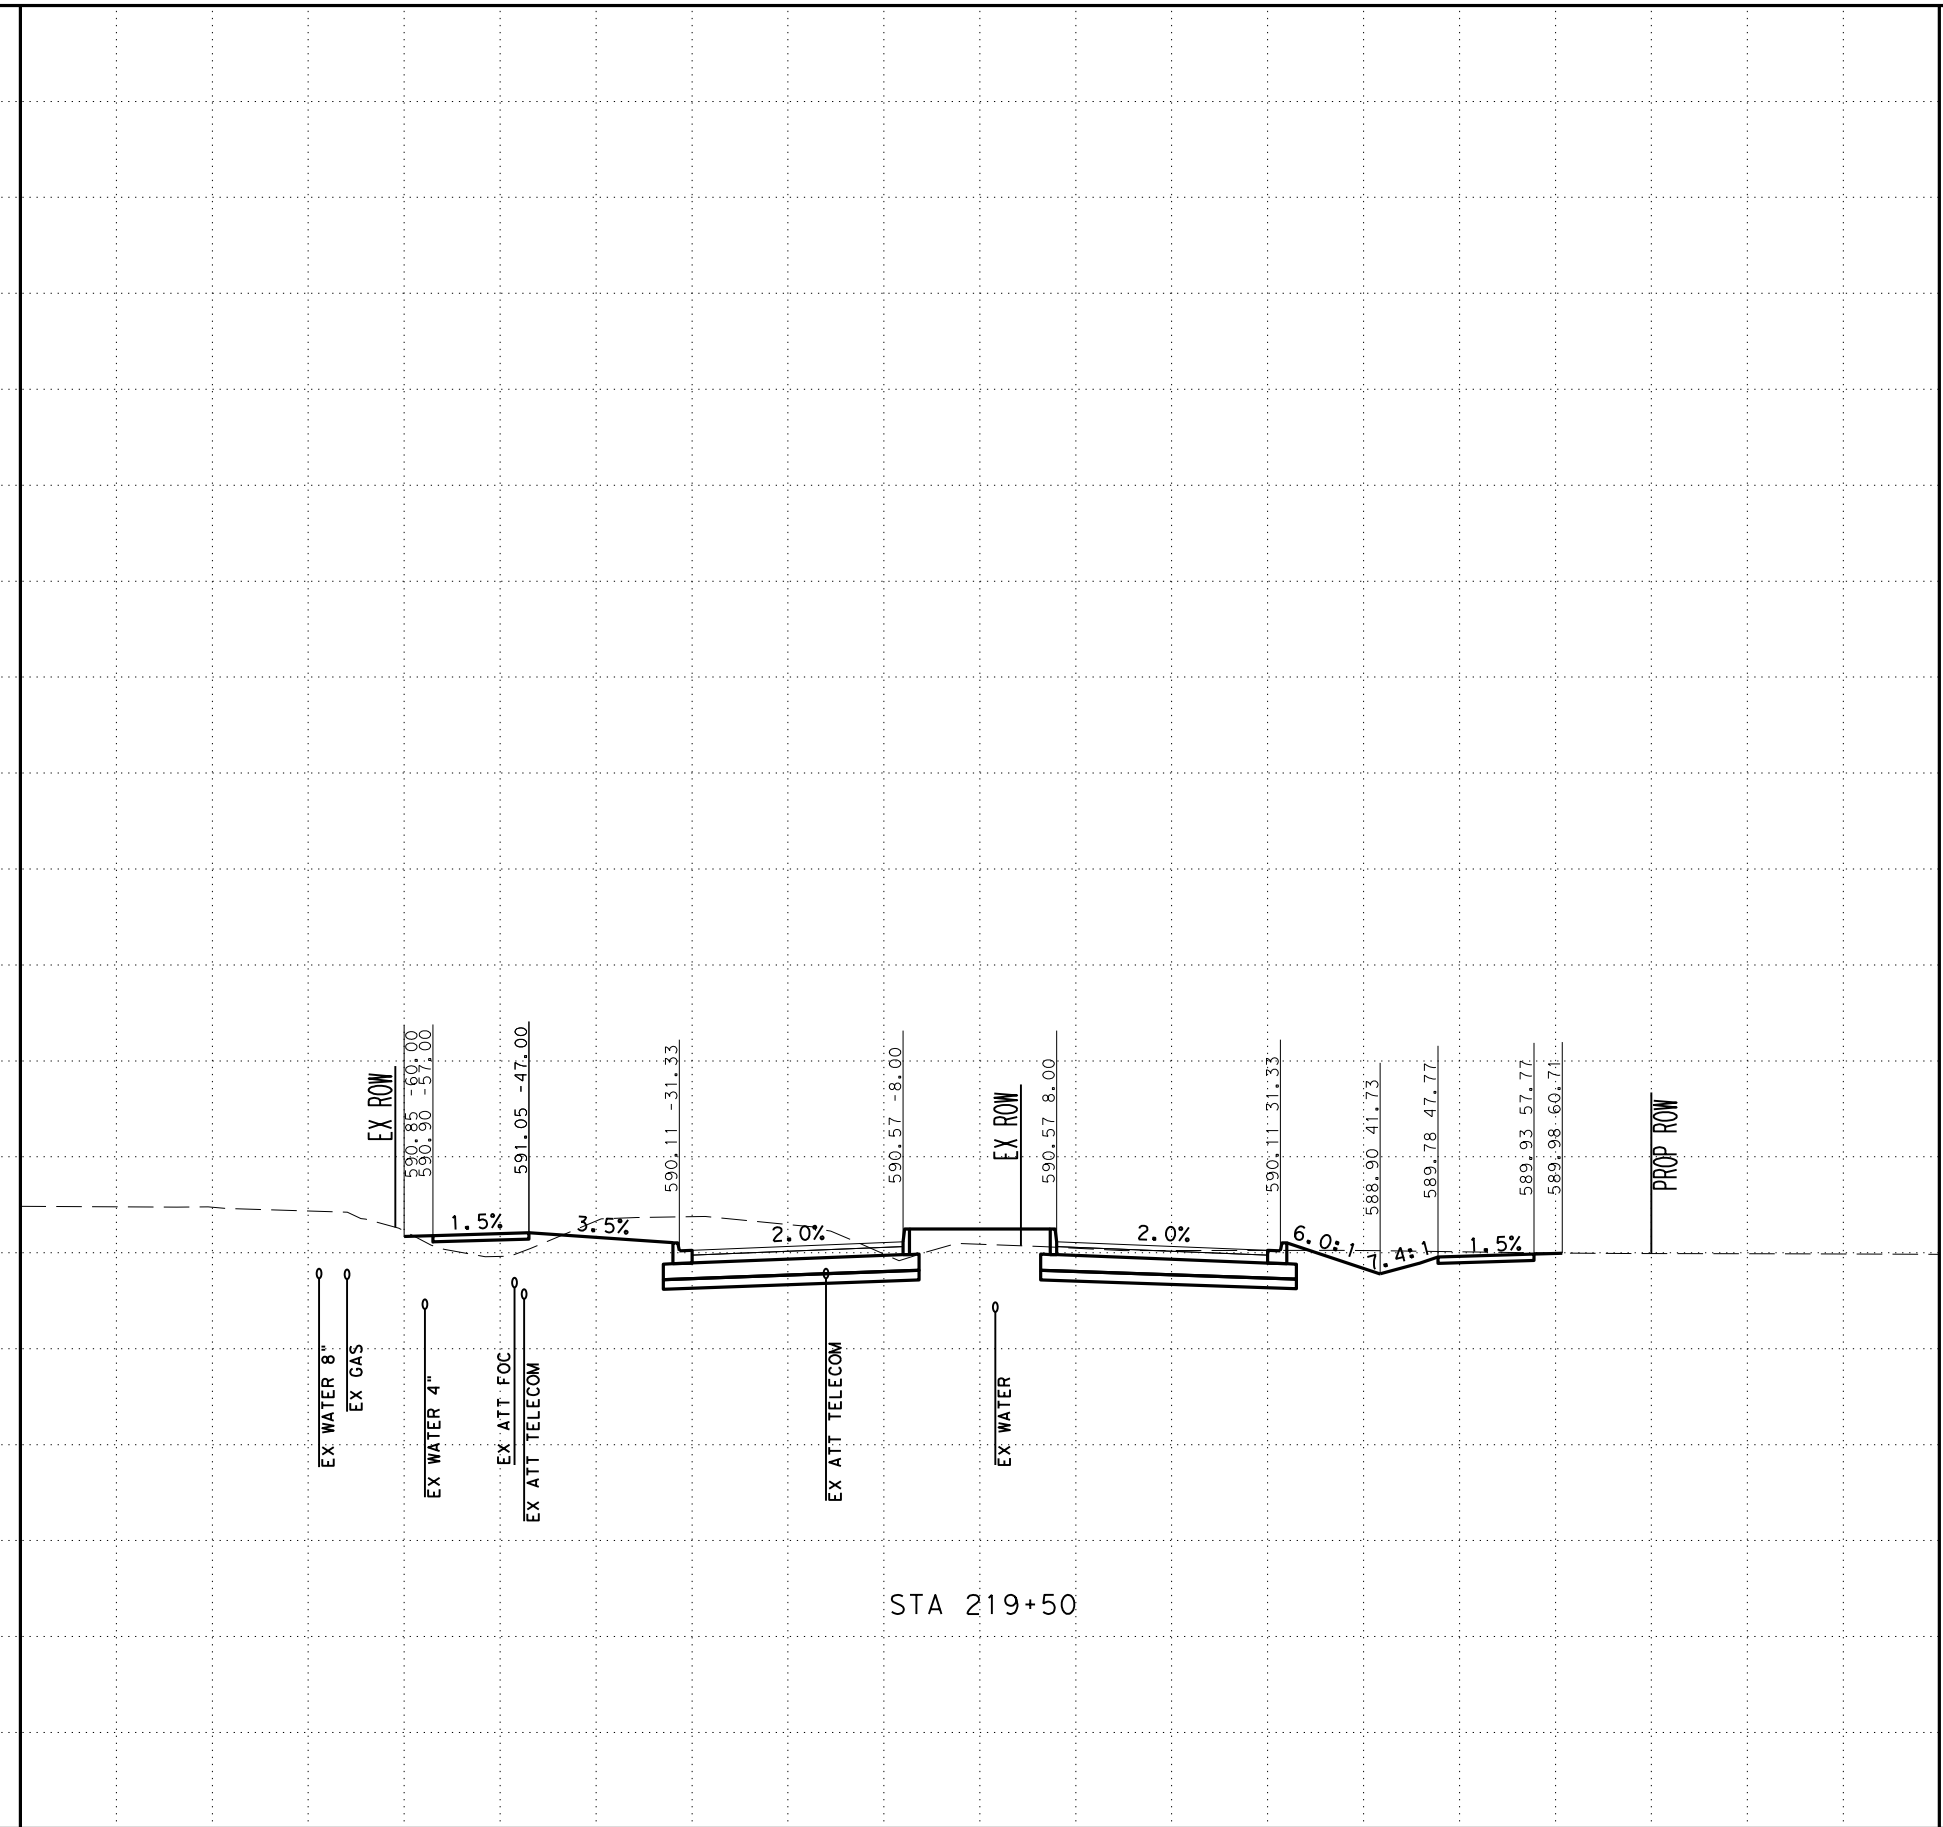 EX ROW
590.85 -60.00
590.90 -57.00
591.05 -47.00
590.11 -31.33
590.57 -8.00
EX ROW
590.57 8.00
590.11 31.33
588.90 41.73
589.78 47.77
589.93 57.77
589.98 60.71
PROP ROW
1.5%
3.5%
2.0%
2.0%
6.0:1
7.4:1
1.5%
EX WATER 8"
EX GAS
EX WATER 4"
EX ATT FOC
EX ATT TELECOM
EX ATT TELECOM
EX WATER
STA 219+50